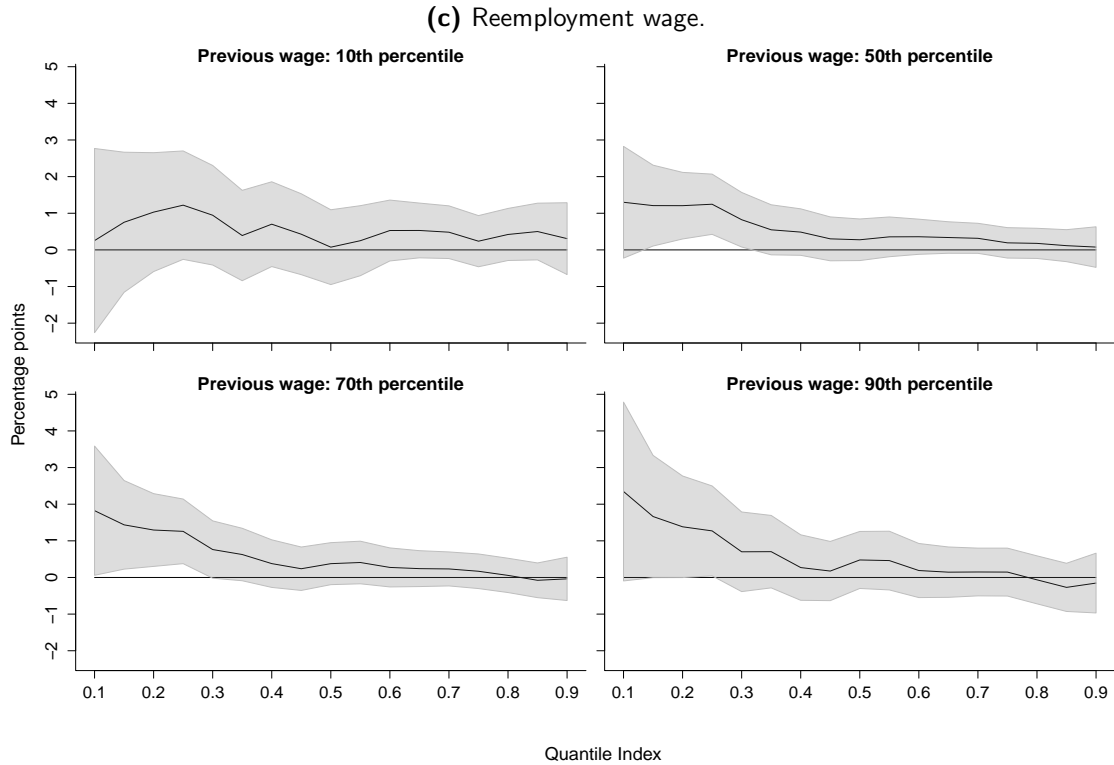 (c) Reemployment wage.
Previous wage: 10th percentile
Previous wage: 50th percentile
5
4
3
2
1
0
−1
−2
Previous wage: 70th percentile
Previous wage: 90th percentile
5
4
3
2
1
0
−1
−2
0.1 0.2 0.3 0.4 0.5 0.6 0.7 0.8 0.9
0.1 0.2 0.3 0.4 0.5 0.6 0.7 0.8 0.9
Percentage points
Quantile Index